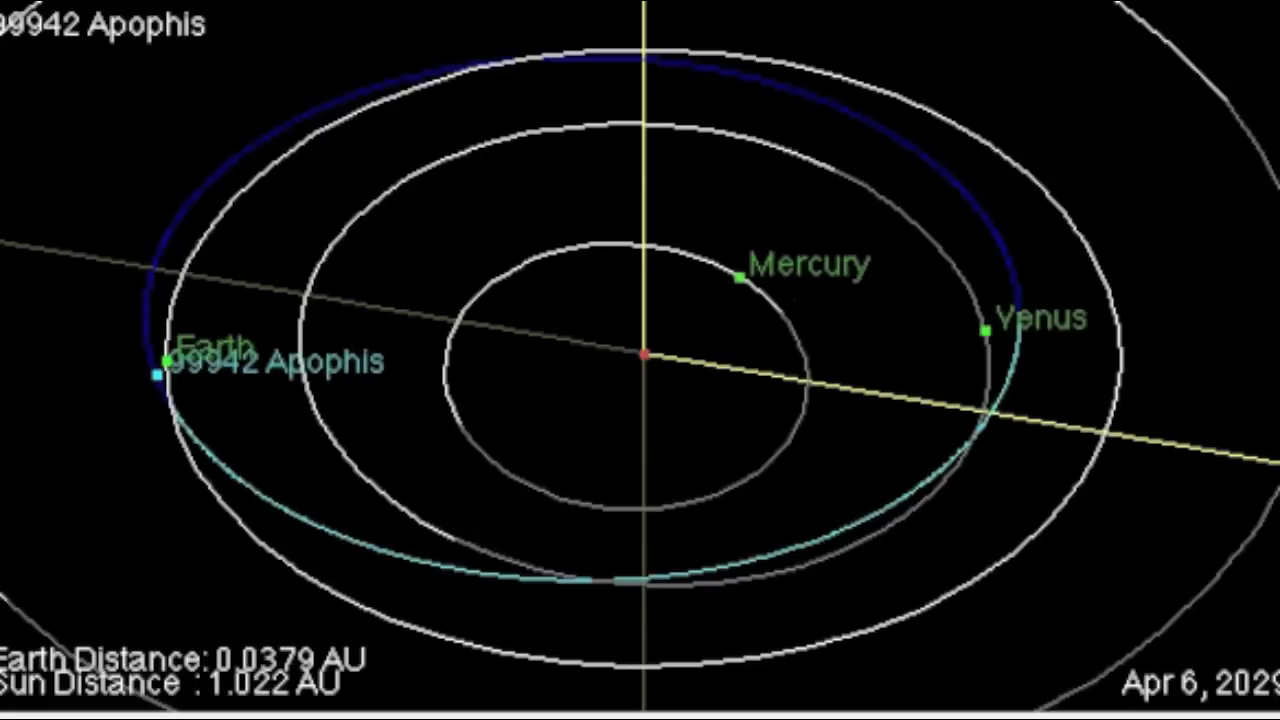 99942 Apophis
Mercury
Venus
Earth
99942 Apophis
Earth Distance: 0.0379 AU
Sun Distance : 1.022 AU
Apr 6, 2029